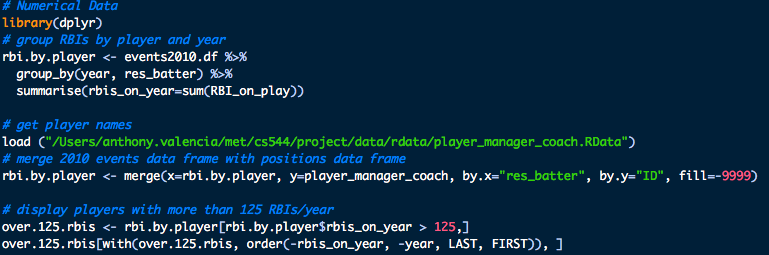 # Numerical Data
library(dplyr)
# group RBIs by player and year
rbi.by.player <- events2010.df %>%
  group_by(year, res_batter) %>%
  summarise(rbis_on_year=sum(RBI_on_play))

# get player names
load ("/Users/anthony.valencia/met/cs544/project/data/rdata/player_manager_coach.RData")
# merge 2010 events data frame with positions data frame
rbi.by.player <- merge(x=rbi.by.player, y=player_manager_coach, by.x="res_batter", by.y="ID", fill=-9999)

# display players with more than 125 RBIs/year
over.125.rbis <- rbi.by.player[rbi.by.player$rbis_on_year > 125,]
over.125.rbis[with(over.125.rbis, order(-rbis_on_year, -year, LAST, FIRST)), ]